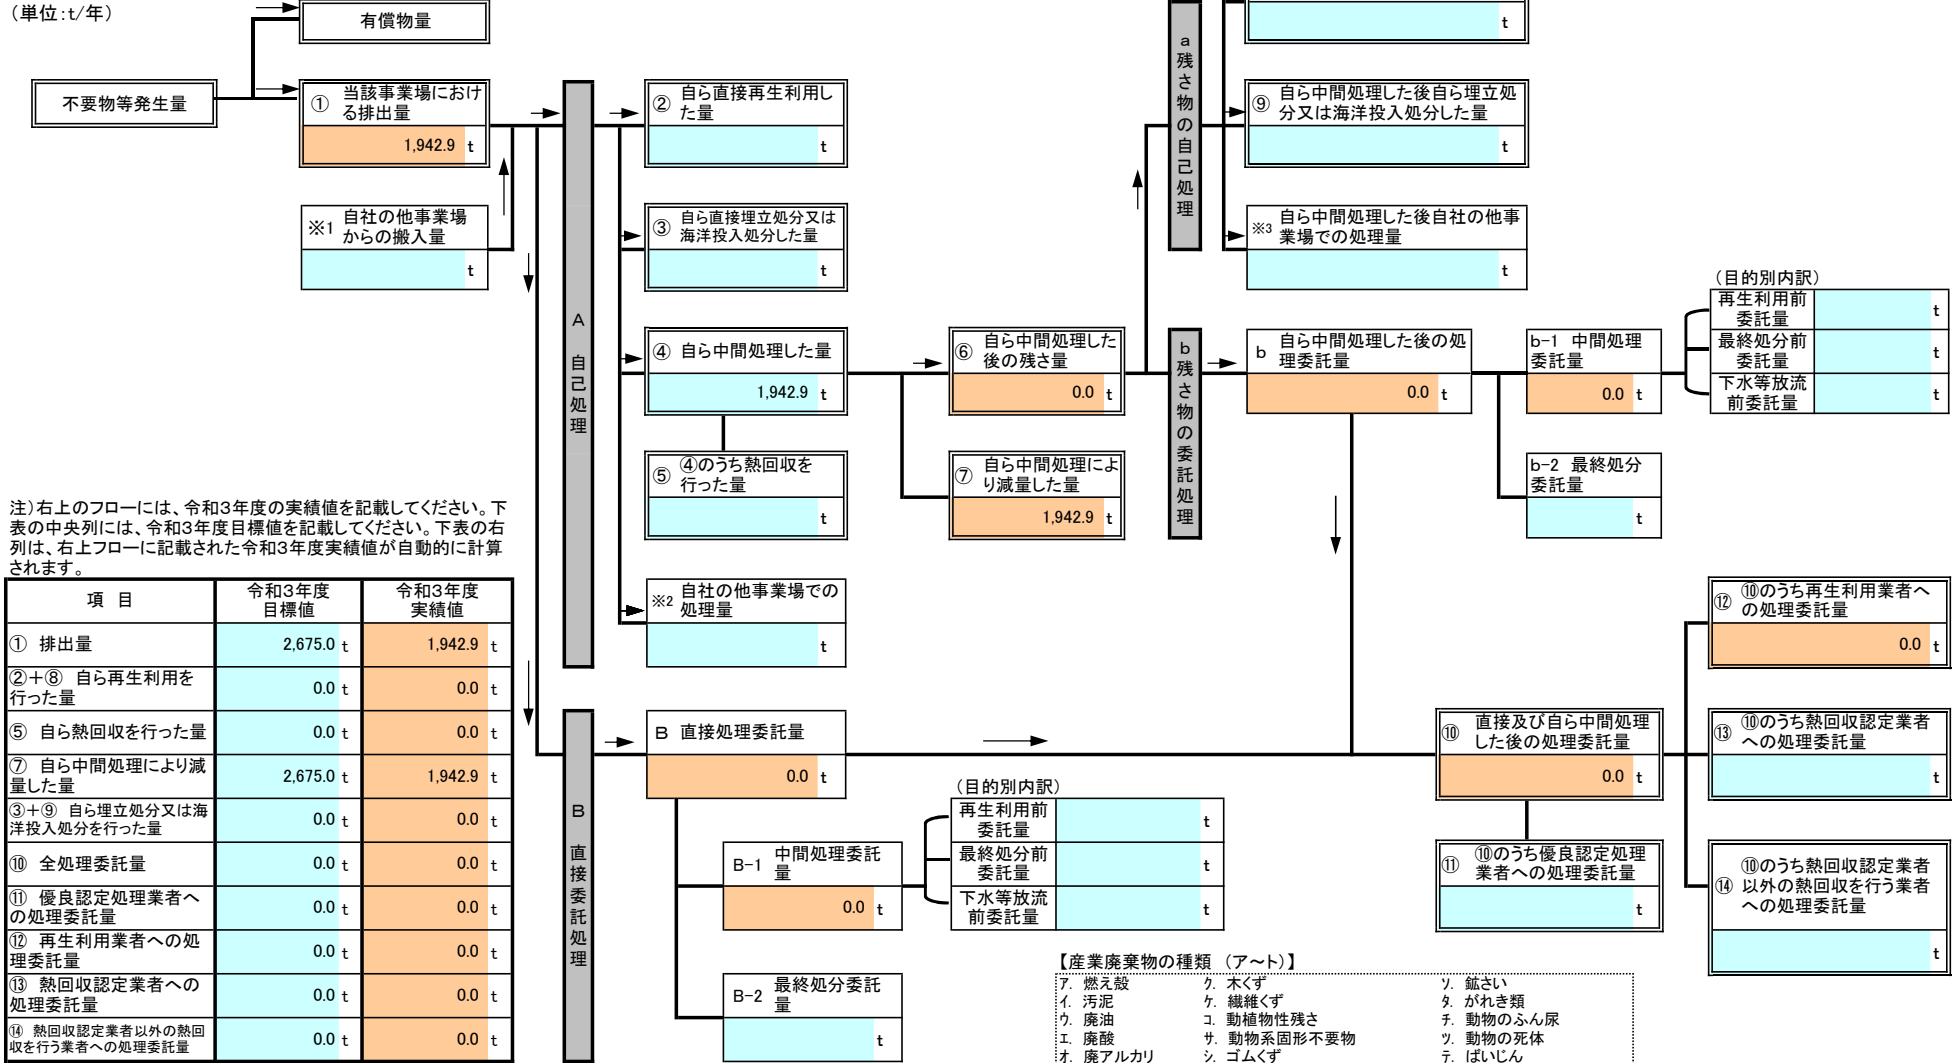 (単位:t/年)
有償物量
不要物等発生量
① 当該事業場におけ
る排出量
1,942.9 t
※1 自社の他事業場
からの搬入量
t
A 自己処理
② 自ら直接再生利用し
た量
t
③ 自ら直接埋立処分又は
海洋投入処分した量
t
④ 自ら中間処理した量
1,942.9 t
⑤ ④のうち熱回収を
行った量
t
※2 自社の他事業場での
処理量
t
⑥ 自ら中間処理した
後の残さ量
0.0 t
⑦ 自ら中間処理によ
り減量した量
1,942.9 t
a 残さ物の自己処理
t
⑨ 自ら中間処理した後自ら埋立処
分又は海洋投入処分した量
t
※3 自ら中間処理した後自社の他事
業場での処理量
t
b 残さ物の委託処理
b 自ら中間処理した後の処
理委託量
0.0 t
b-1 中間処理
委託量
0.0 t
(目的別内訳)
再生利用前
委託量
t
最終処分前
委託量
t
下水等放流
前委託量
t
b-2 最終処分
委託量
t
注)右上のフローには、令和3年度の実績値を記載してください。下
表の中央列には、令和3年度目標値を記載してください。下表の右
列は、右上フローに記載された令和3年度実績値が自動的に計算
されます。
項 目
令和3年度
目標値
令和3年度
実績値
① 排出量 2,675.0 t 1,942.9 t
②+⑧ 自ら再生利用を
行った量 0.0 t 0.0 t
⑤ 自ら熱回収を行った量 0.0 t 0.0 t
⑦ 自ら中間処理により減
量した量 2,675.0 t 1,942.9 t
③+⑨ 自ら埋立処分又は海
洋投入処分を行った量 0.0 t 0.0 t
⑩ 全処理委託量 0.0 t 0.0 t
⑪ 優良認定処理業者へ
の処理委託量 0.0 t 0.0 t
⑫ 再生利用業者への処
理委託量 0.0 t 0.0 t
⑬ 熱回収認定業者への
処理委託量 0.0 t 0.0 t
⑭ 熱回収認定業者以外の熱回
収を行う業者への処理委託量 0.0 t 0.0 t
B 直接委託処理
B 直接処理委託量
0.0 t
B-1 中間処理委託
量
0.0 t
(目的別内訳)
再生利用前
委託量
t
最終処分前
委託量
t
下水等放流
前委託量
t
B-2 最終処分委託
量
t
⑩ 直接及び自ら中間処理
した後の処理委託量
0.0 t
⑪ ⑩のうち優良認定処理
業者への処理委託量
t
⑫ ⑩のうち再生利用業者へ
の処理委託量
0.0 t
⑬ ⑩のうち熱回収認定業者
への処理委託量
t
⑭ ⑩のうち熱回収認定業者
以外の熱回収を行う業者
への処理委託量
t
【産業廃棄物の種類 (ア~ト)】
ア. 燃え殻 ク. 木くず ソ. 鉱さい
イ. 汚泥 ケ. 繊維くず タ. がれき類
ウ. 廃油 コ. 動植物性残さ チ. 動物のふん尿
エ. 廃酸 サ. 動物系固形不要物 ツ. 動物の死体
オ. 廃アルカリ シ. ゴムくず テ. ばいじん